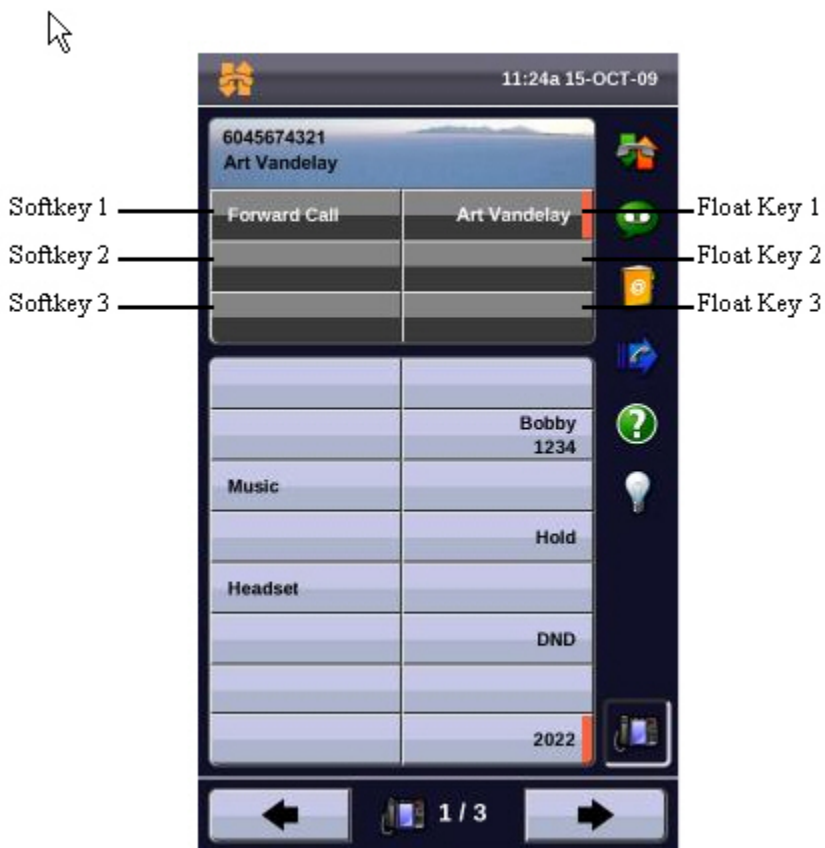 11:24a 15-OCT-09
6045674321
Art Vandelay
Softkey 1 Forward Call Art Vandelay Float Key 1
Softkey 2 Float Key 2
Softkey 3 Float Key 3
Bobby
1234
Music
Hold
Headset
DND
2022
1 / 3